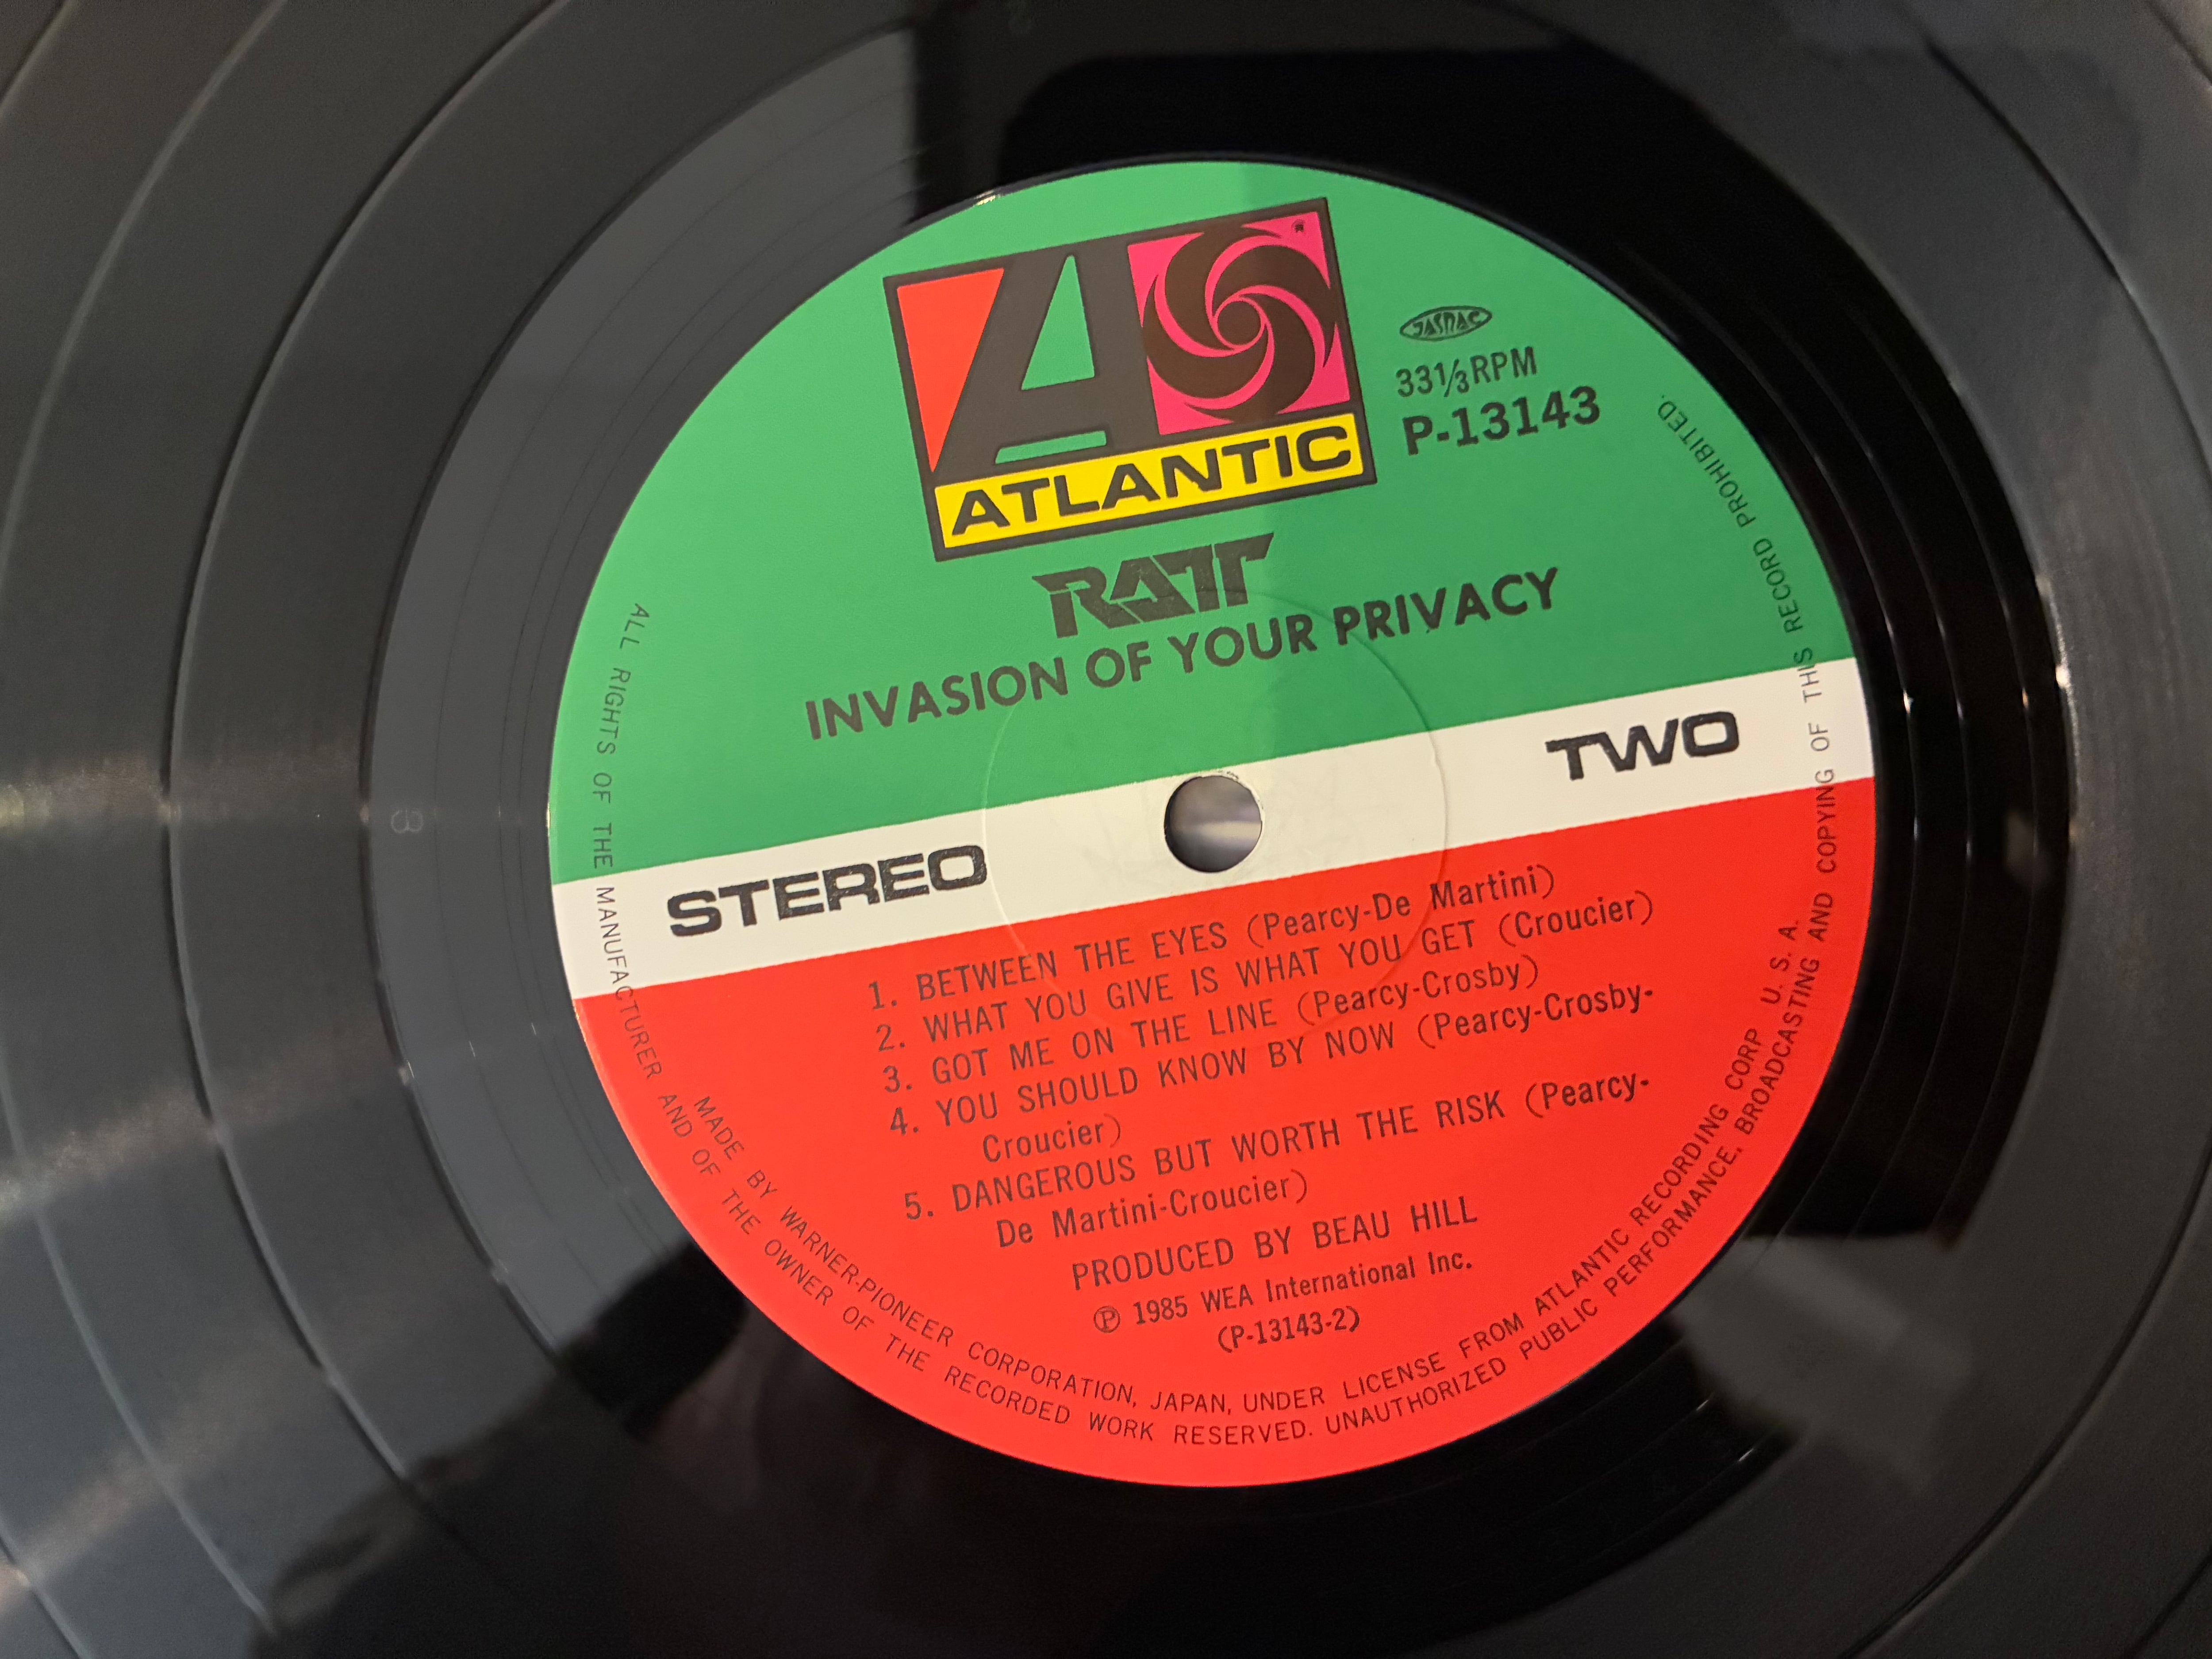 A
®
ATLANTIC
JASRAC
33⅓RPM
P-13143
RATT
INVASION OF YOUR PRIVACY
STEREO
TWO
1. BETWEEN THE EYES (Pearcy-De Martini)
2. WHAT YOU GIVE IS WHAT YOU GET (Croucier)
3. GOT ME ON THE LINE (Pearcy-Crosby)
4. YOU SHOULD KNOW BY NOW (Pearcy-Crosby-
Croucier)
5. DANGEROUS BUT WORTH THE RISK (Pearcy-
De Martini-Croucier)
PRODUCED BY BEAU HILL
℗ 1985 WEA International Inc.
(P-13143-2)
MADE BY WARNER-PIONEER CORPORATION, JAPAN, UNDER LICENSE FROM ATLANTIC RECORDING CORP U. S. A.
ALL RIGHTS OF THE MANUFACTURER AND OF THE OWNER OF THE RECORDED WORK RESERVED. UNAUTHORIZED PUBLIC PERFORMANCE, BROADCASTING AND COPYING OF THIS RECORD PROHIBITED.
3